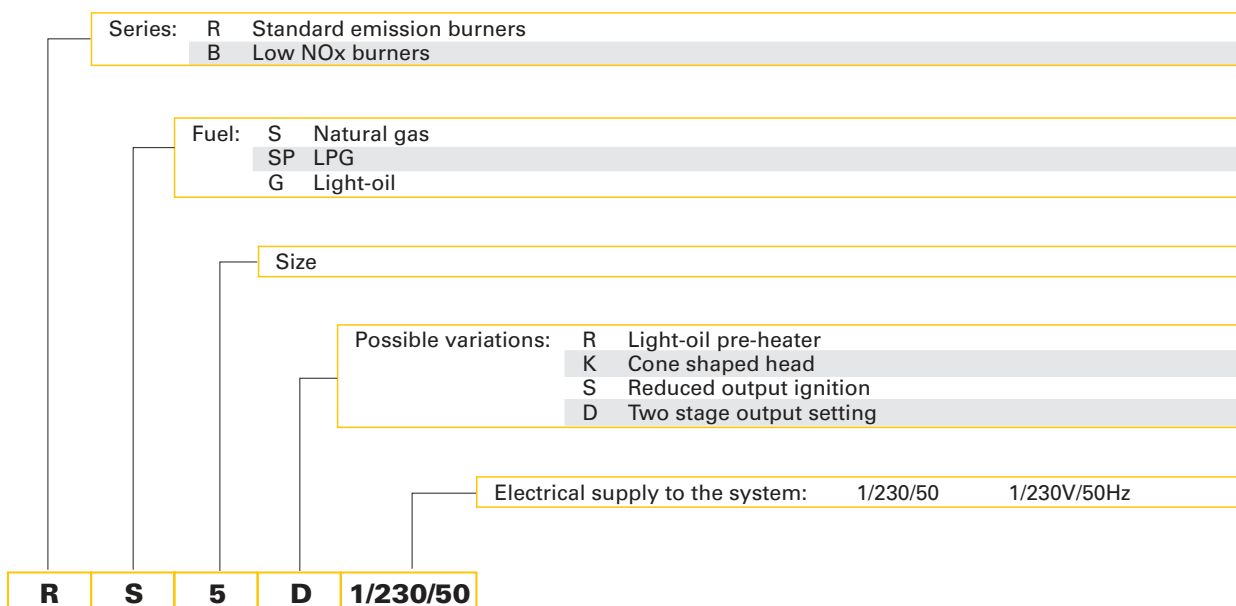 Series: R Standard emission burners
B Low NOx burners
Fuel: S Natural gas
SP LPG
G Light-oil
Size
Possible variations: R Light-oil pre-heater
K Cone shaped head
S Reduced output ignition
D Two stage output setting
Electrical supply to the system: 1/230/50 1/230V/50Hz
R S 5 D 1/230/50